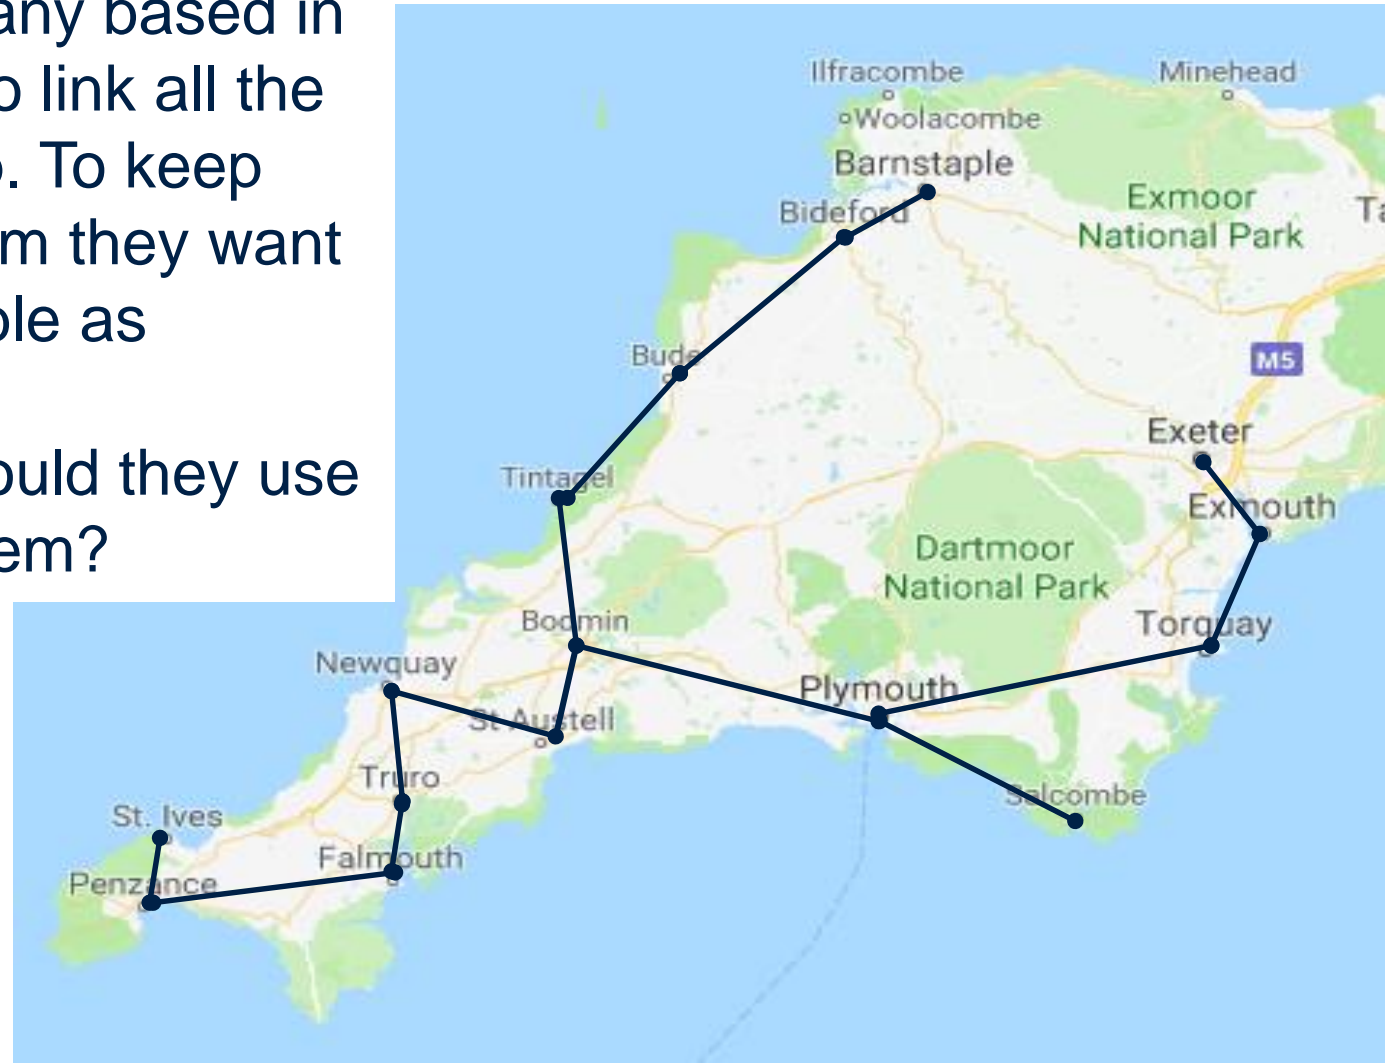 any based in
link all the
To keep
they want
as
ould they use
em?
Ilfracombe
Minehead
Woolacombe
Barnstaple
Bideford
Exmoor
National Park
M5
Bude
Exeter
Tintagel
Exmouth
Dartmoor
National Park
Bodmin
Torquay
Newquay
Plymouth
St Austell
Truro
Salcombe
St. Ives
Falmouth
Penzance